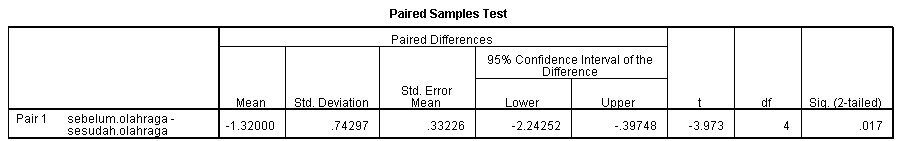 Paired Samples Test
Paired Differences
95% Confidence Interval of the
Difference
Std. Error
Mean Std. Deviation Mean Lower Upper t df Sig. (2-tailed)
Pair 1 sebelum.olahraga -
sesudah.olahraga -1.32000 .74297 .33226 -2.24252 -.39748 -3.973 4 .017